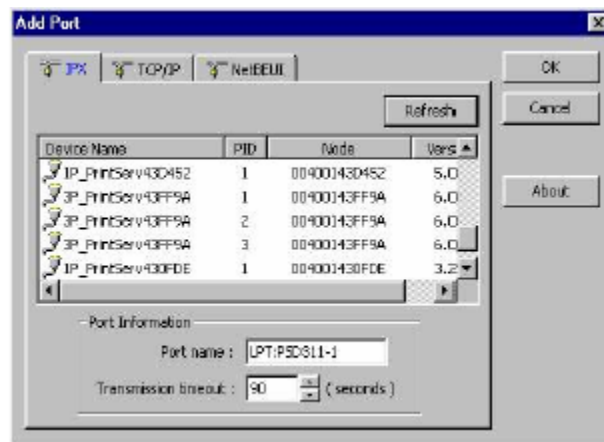 Add Port
IPX TCP/IP NetBEUI
OK
Refresh
Cancel
Device Name PID Node Vers
1P_PrintServ43D452 1 00400143D452 5.0
3P_PrintServ43FF9A 1 00400143FF9A 6.0
3P_PrintServ43FF9A 2 00400143FF9A 6.0
3P_PrintServ43FF9A 3 00400143FF9A 6.0
1P_PrintServ430FDE 1 004001430FDE 3.2
About
Port Information
Port name : LPT:PSD311-1
Transmission timeout : 90 ( seconds )